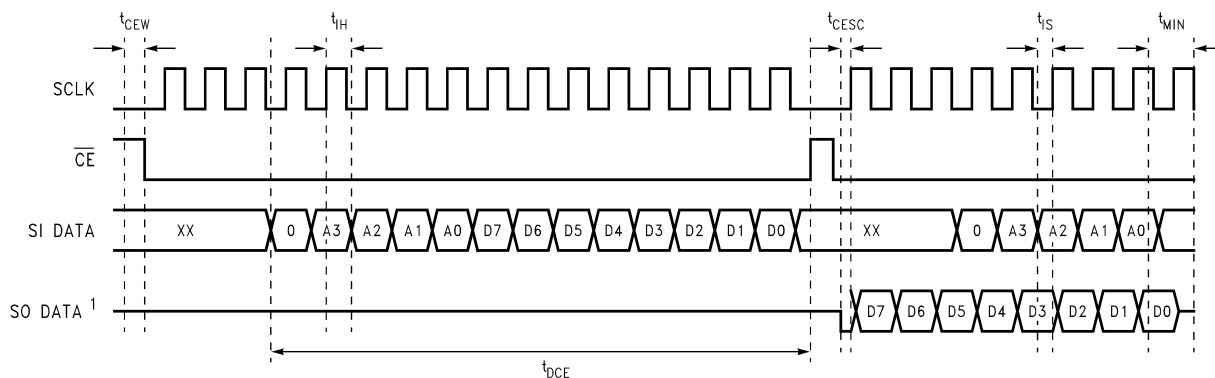 tCEW tIH tCESC tIS tMIN
SCLK
CE
SI DATA XX 0 A3 A2 A1 A0 D7 D6 D5 D4 D3 D2 D1 D0 XX 0 A3 A2 A1 A0
SO DATA 1 D7 D6 D5 D4 D3 D2 D1 D0
tDCE